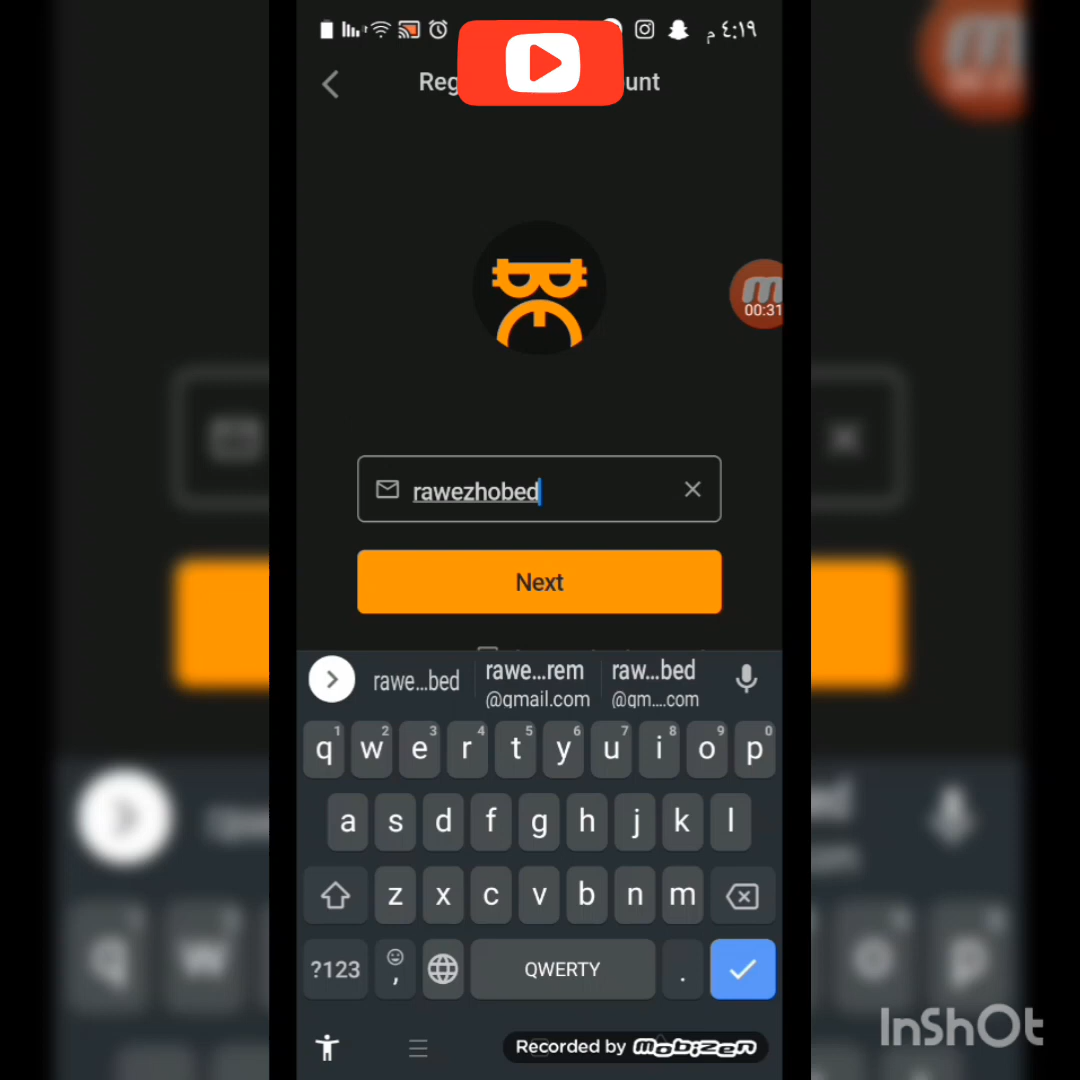 ٤:١٩ م
Reg unt
00:31
rawezhobed
Next
rawe...bed rawe...rem raw...bed
@gmail.com @gm....com
1 2 3 4 5 6 7 8 9 0
q w e r t y u i o p
a s d f g h j k l
z x c v b n m
?123 , QWERTY .
Recorded by mobizen
InShOt